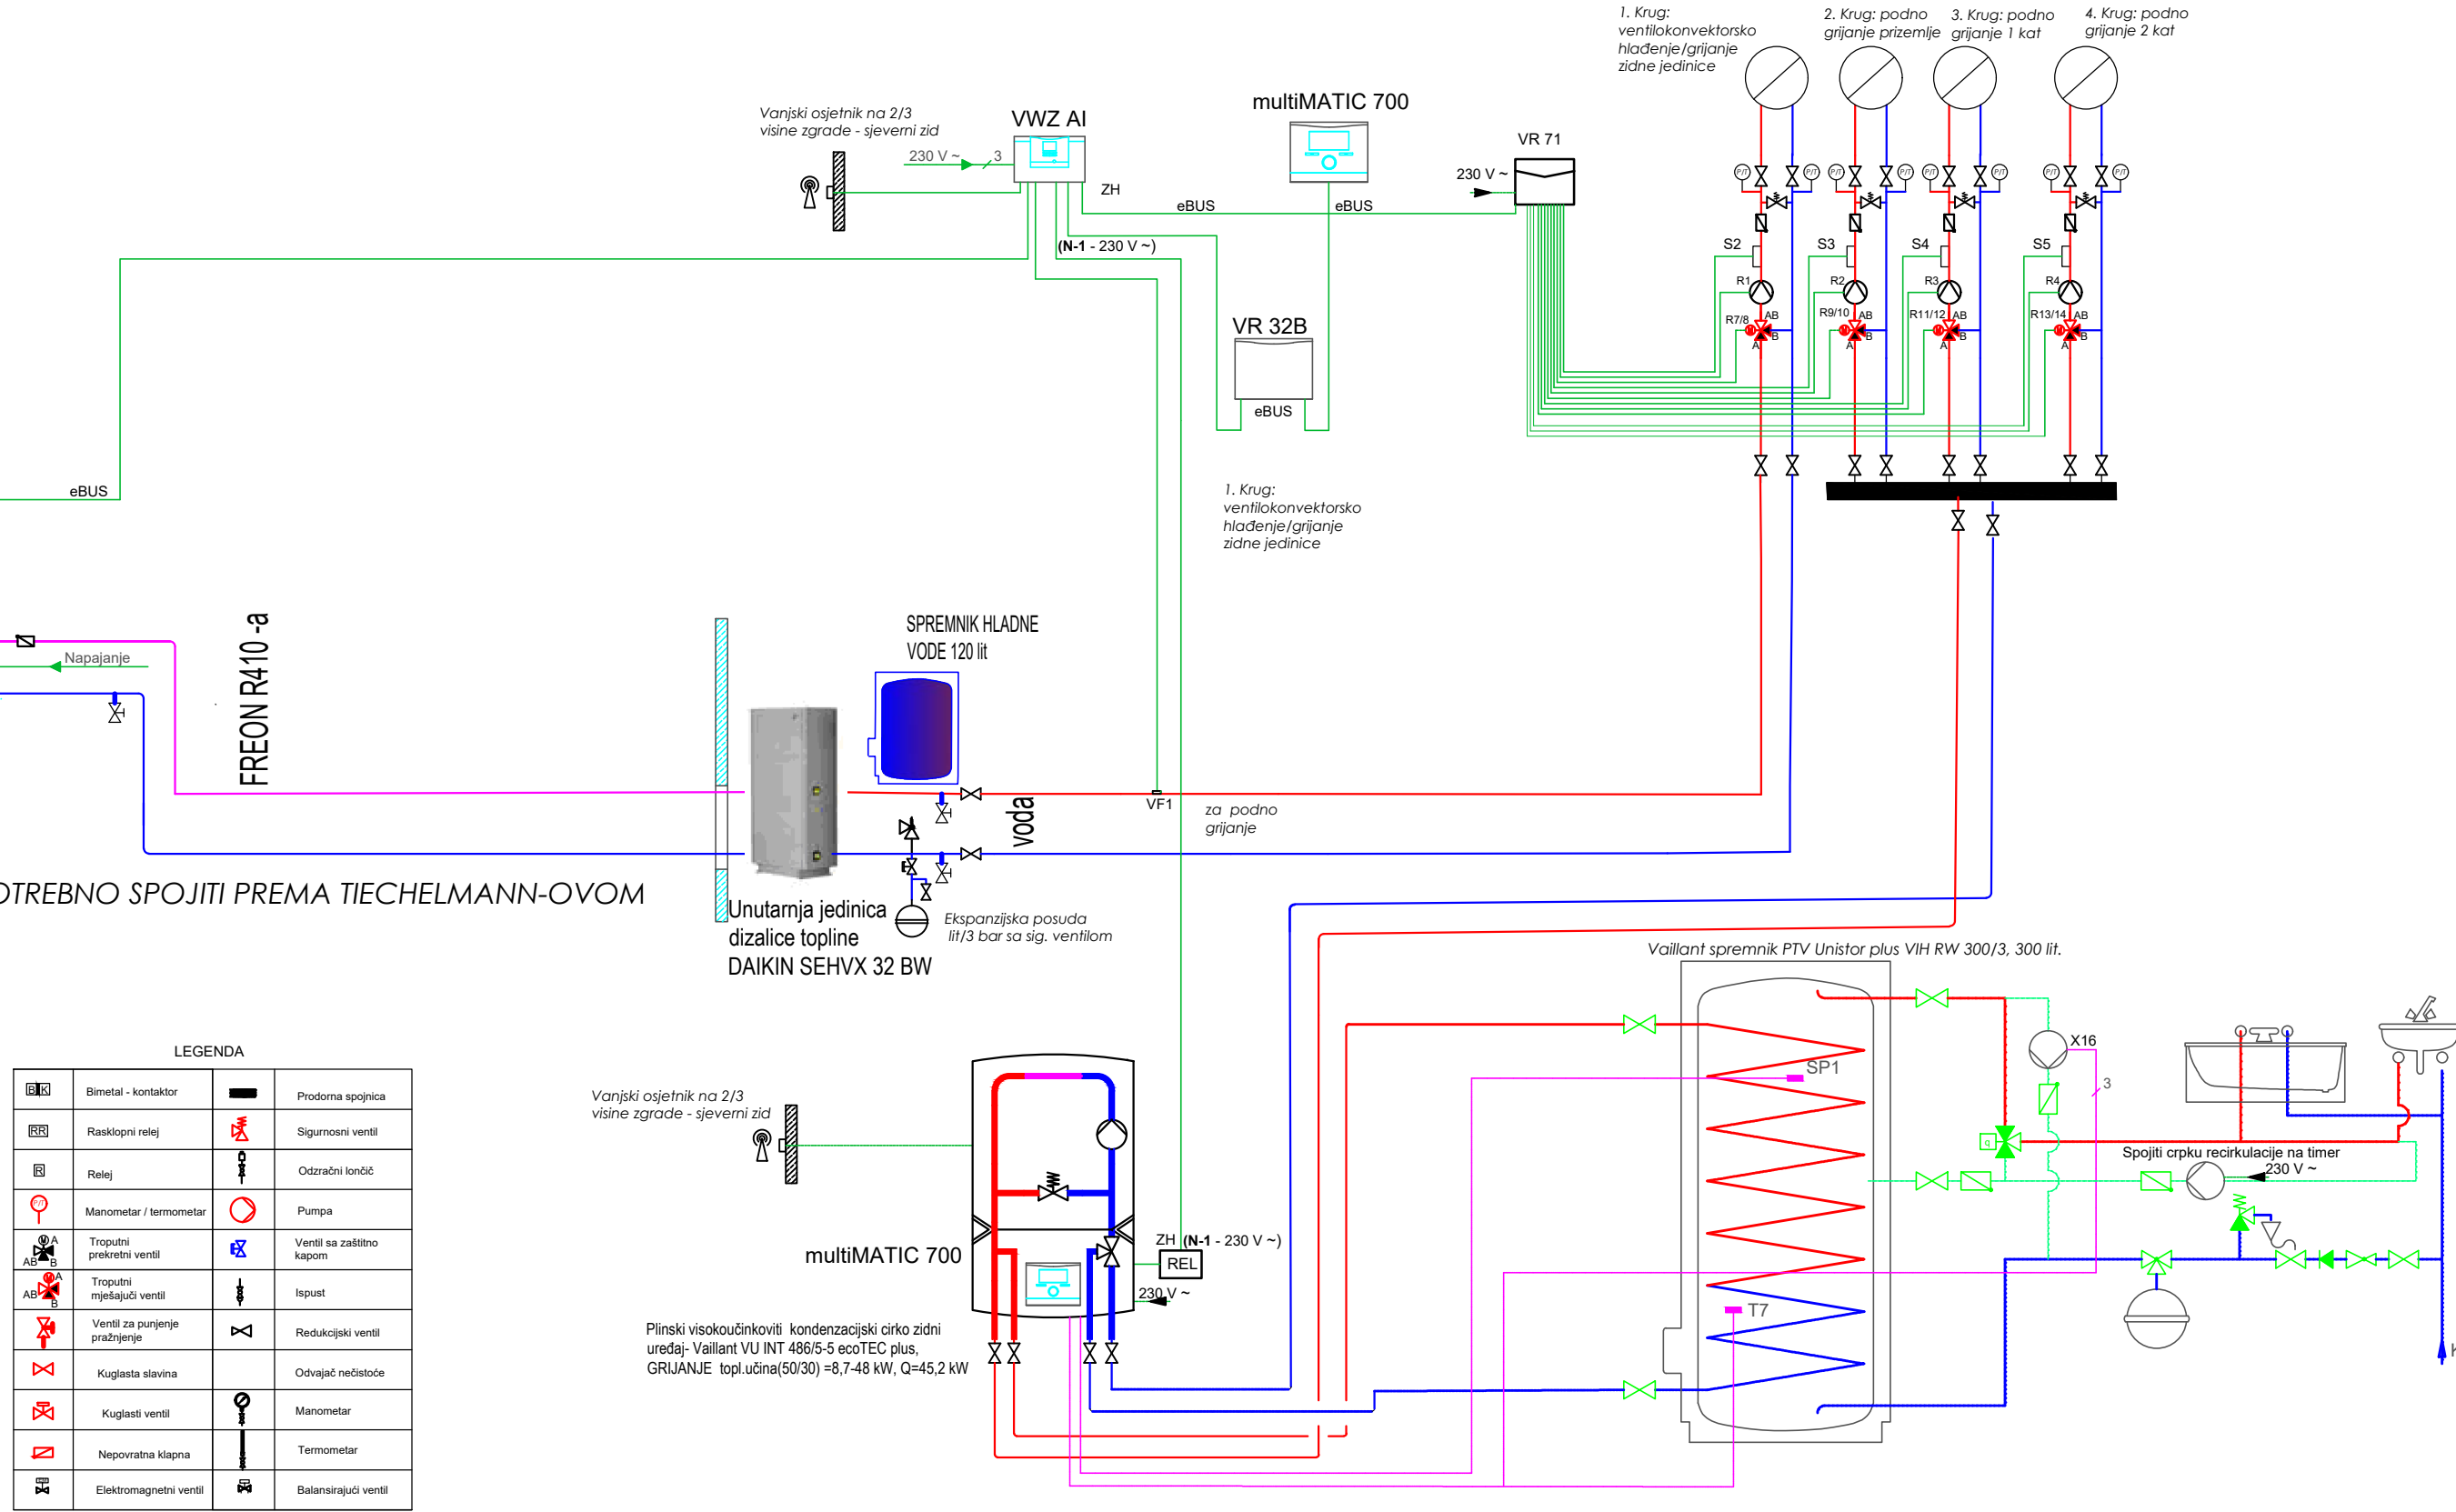 1. Krug:
ventilokonvektorsko
hlađenje/grijanje
zidne jedinice
2. Krug: podno
grijanje prizemlje
3. Krug: podno
grijanje 1 kat
4. Krug: podno
grijanje 2 kat
Vanjski osjetnik na 2/3
visine zgrade - sjeverni zid
VWZ AI
multiMATIC 700
VR 71
230 V ~
3
230 V ~
ZH
eBUS
eBUS
(N-1 - 230 V ~)
P/T
P/T
P/T
P/T
P/T
P/T
P/T
P/T
S2
S3
S4
S5
R1
R2
R3
R4
R7/8
M
AB
B
A
R9/10
M
AB
B
A
R11/12
M
AB
B
A
R13/14
M
AB
B
A
VR 32B
eBUS
eBUS
1. Krug:
ventilokonvektorsko
hlađenje/grijanje
zidne jedinice
FREON R410 -a
Napajanje
SPREMNIK HLADNE
VODE 120 lit
voda
VF1
za podno
grijanje
OTREBNO SPOJITI PREMA TIECHELMANN-OVOM
Unutarnja jedinica
dizalice topline
DAIKIN SEHVX 32 BW
Ekspanzijska posuda
lit/3 bar sa sig. ventilom
Vaillant spremnik PTV Unistor plus VIH RW 300/3, 300 lit.
SP1
T7
X16
3
q
Spojiti crpku recirkulacije na timer
230 V ~
K
Vanjski osjetnik na 2/3
visine zgrade - sjeverni zid
multiMATIC 700
ZH (N-1 - 230 V ~)
REL
230 V ~
Plinski visokoučinkoviti kondenzacijski cirko zidni
uređaj- Vaillant VU INT 486/5-5 ecoTEC plus,
GRIJANJE topl.učina(50/30) =8,7-48 kW, Q=45,2 kW
LEGENDA
B K
Bimetal - kontaktor
Prodorna spojnica
RR
Rasklopni relej
Sigurnosni ventil
R
Relej
Odzračni lončič
P/T
Manometar / termometar
Pumpa
M A
AB B
Troputni
prekretni ventil
Ventil sa zaštitno
kapom
M A
AB
B
Troputni
mješajući ventil
Ispust
Ventil za punjenje
pražnjenje
Redukcijski ventil
Kuglasta slavina
Odvajač nečistoće
Kuglasti ventil
Manometar
Nepovratna klapna
Termometar
Elektromagnetni ventil
Balansirajući ventil